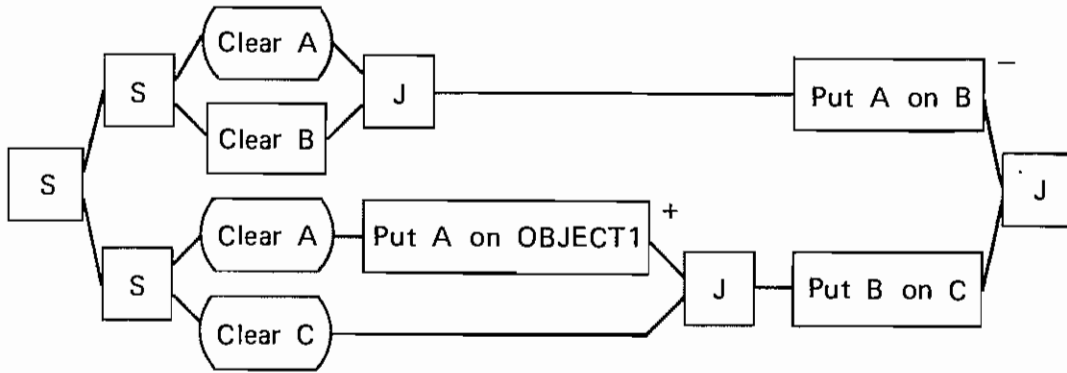 Clear A
S
J
Put A on B
−
Clear B
S
J
Clear A
Put A on OBJECT1
+
S
J
Put B on C
Clear C